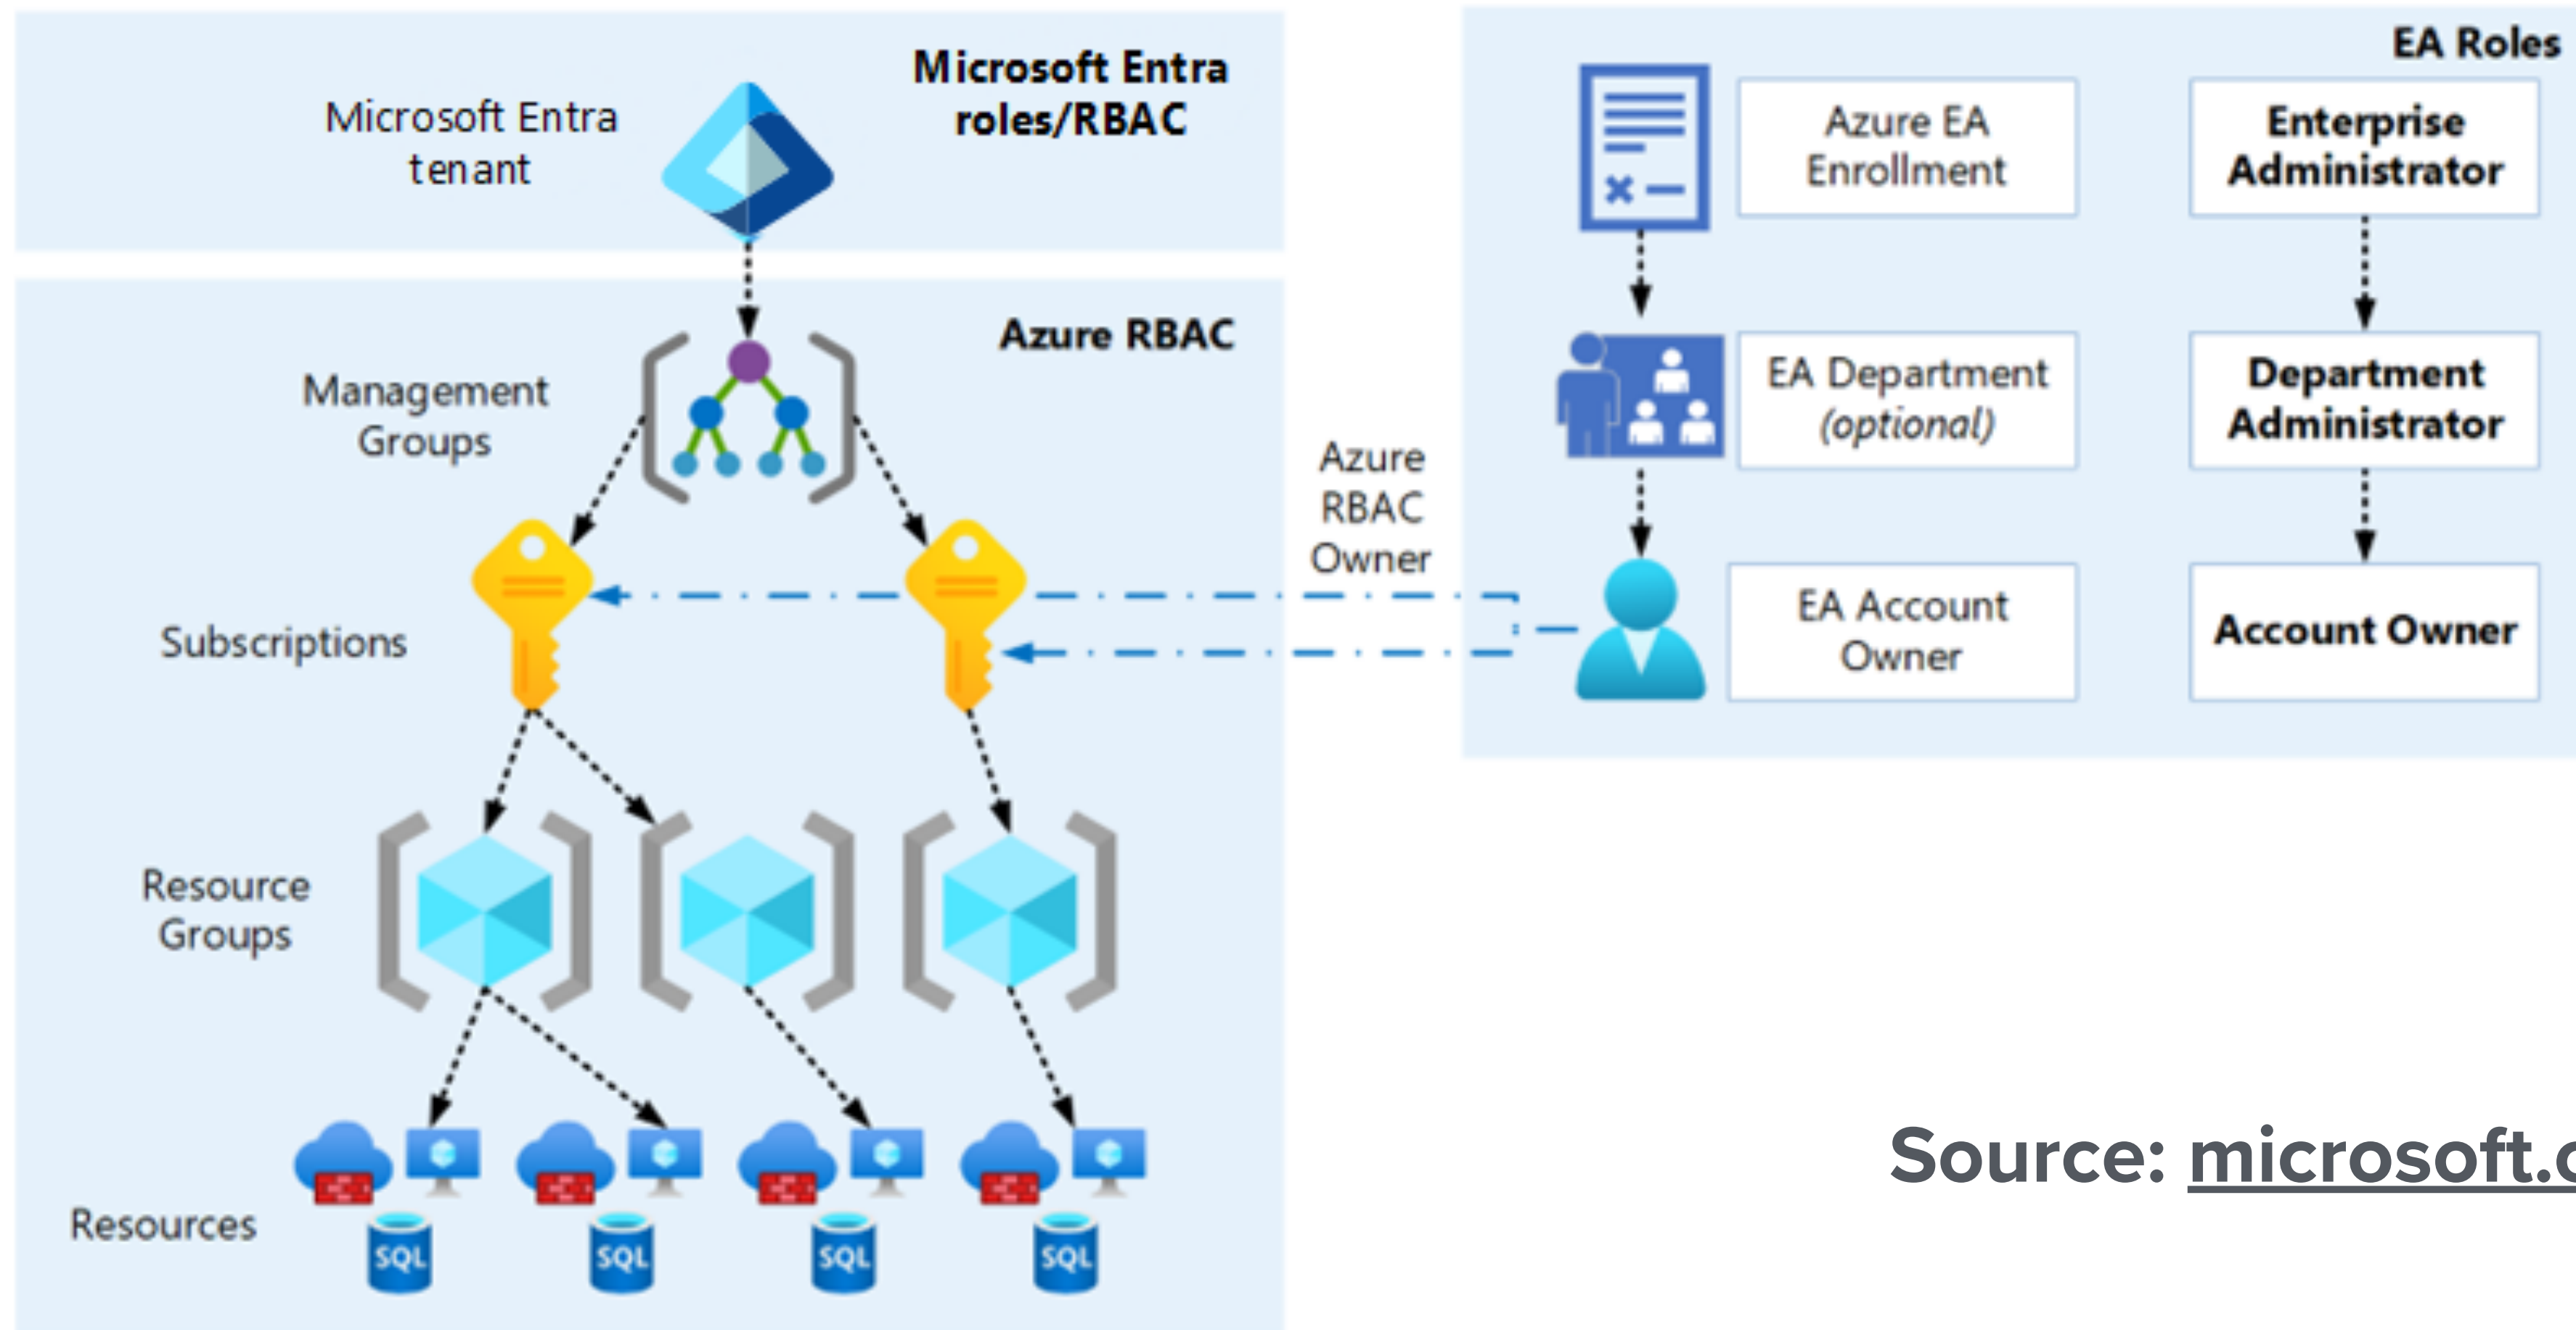 Microsoft Entra
tenant
Microsoft Entra
roles/RBAC
Azure RBAC
Management
Groups
Subscriptions
Resource
Groups
Resources
SQL
SQL
SQL
SQL
Azure
RBAC
Owner
EA Roles
Azure EA
Enrollment
Enterprise
Administrator
EA Department
(optional)
Department
Administrator
EA Account
Owner
Account Owner
Source: microsoft.c